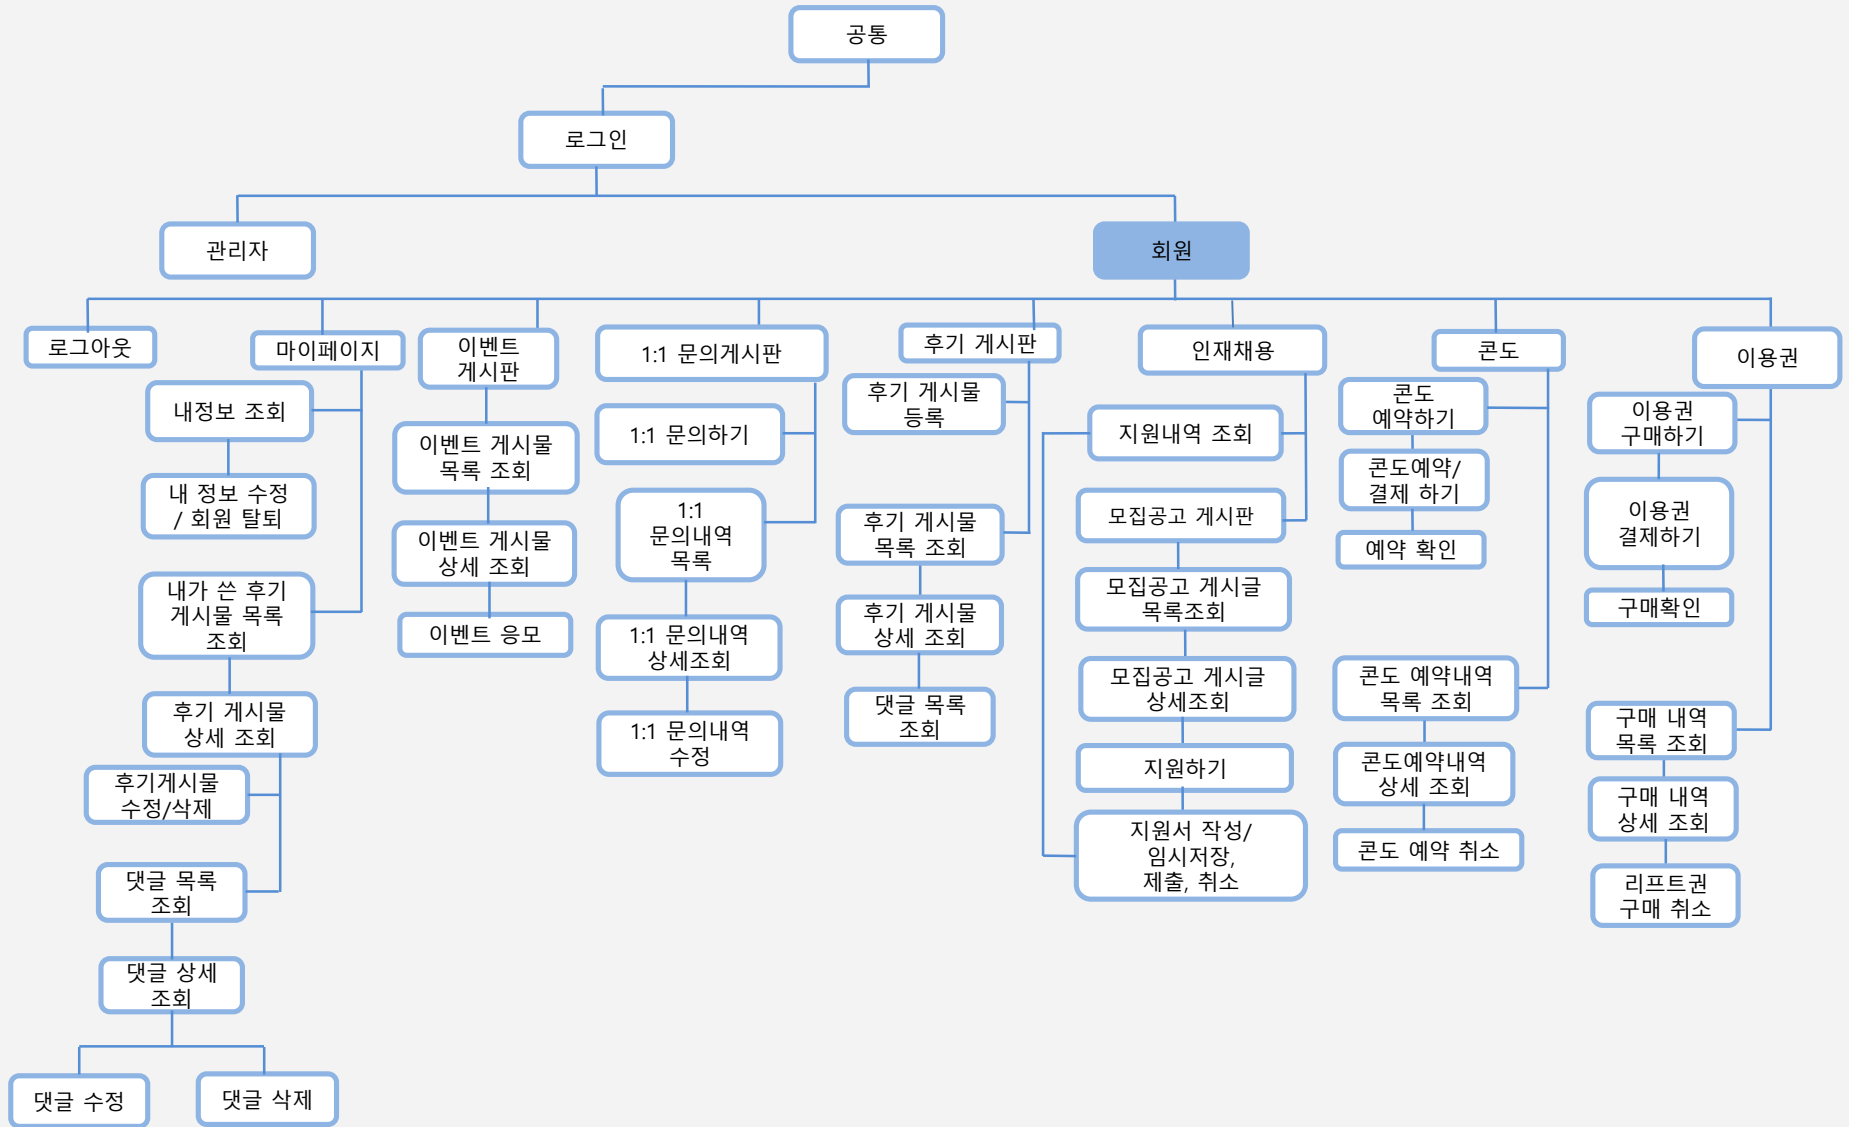 공통
로그인
관리자
회원
로그아웃
마이페이지
내정보 조회
내 정보 수정
/ 회원 탈퇴
내가 쓴 후기
게시물 목록
조회
후기 게시물
상세 조회
후기게시물
수정/삭제
댓글 목록
조회
댓글 상세
조회
댓글 수정
댓글 삭제
이벤트
게시판
이벤트 게시물
목록 조회
이벤트 게시물
상세 조회
이벤트 응모
1:1 문의게시판
1:1 문의하기
1:1
문의내역
목록
1:1 문의내역
상세조회
1:1 문의내역
수정
후기 게시판
후기 게시물
등록
후기 게시물
목록 조회
후기 게시물
상세 조회
댓글 목록
조회
인재채용
지원내역 조회
모집공고 게시판
모집공고 게시글
목록조회
모집공고 게시글
상세조회
지원하기
지원서 작성/
임시저장,
제출, 취소
콘도
콘도
예약하기
콘도예약/
결제 하기
예약 확인
콘도 예약내역
목록 조회
콘도예약내역
상세 조회
콘도 예약 취소
이용권
이용권
구매하기
이용권
결제하기
구매확인
구매 내역
목록 조회
구매 내역
상세 조회
리프트권
구매 취소